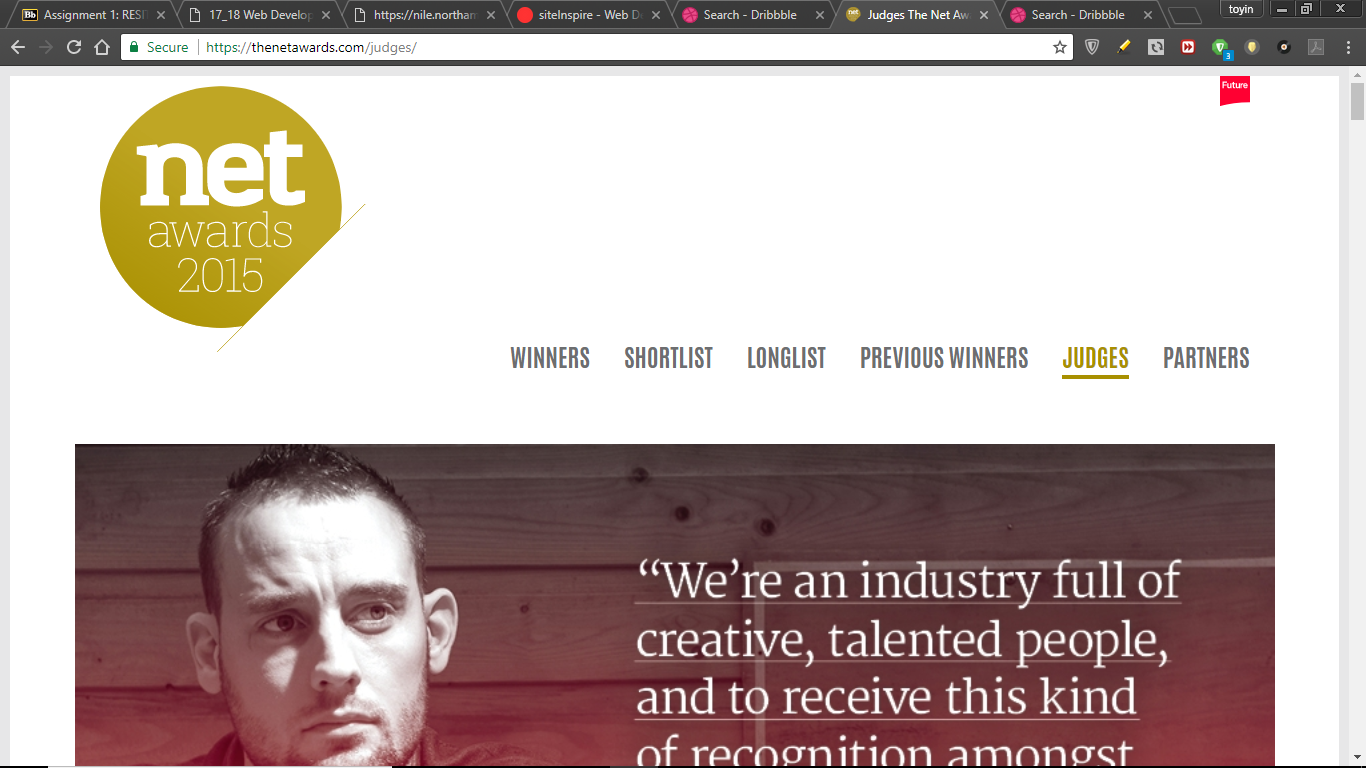 Assignment 1: RESI
17_18 Web Develop
https://nile.northam
siteInspire - Web D
Search - Dribbble
Judges The Net Aw
Search - Dribbble
toyin
Secure
https://thenetawards.com/judges/
3
Future
net
awards
2015
WINNERS SHORTLIST LONGLIST PREVIOUS WINNERS JUDGES PARTNERS
“We’re an industry full of
creative, talented people,
and to receive this kind
of recognition amongst